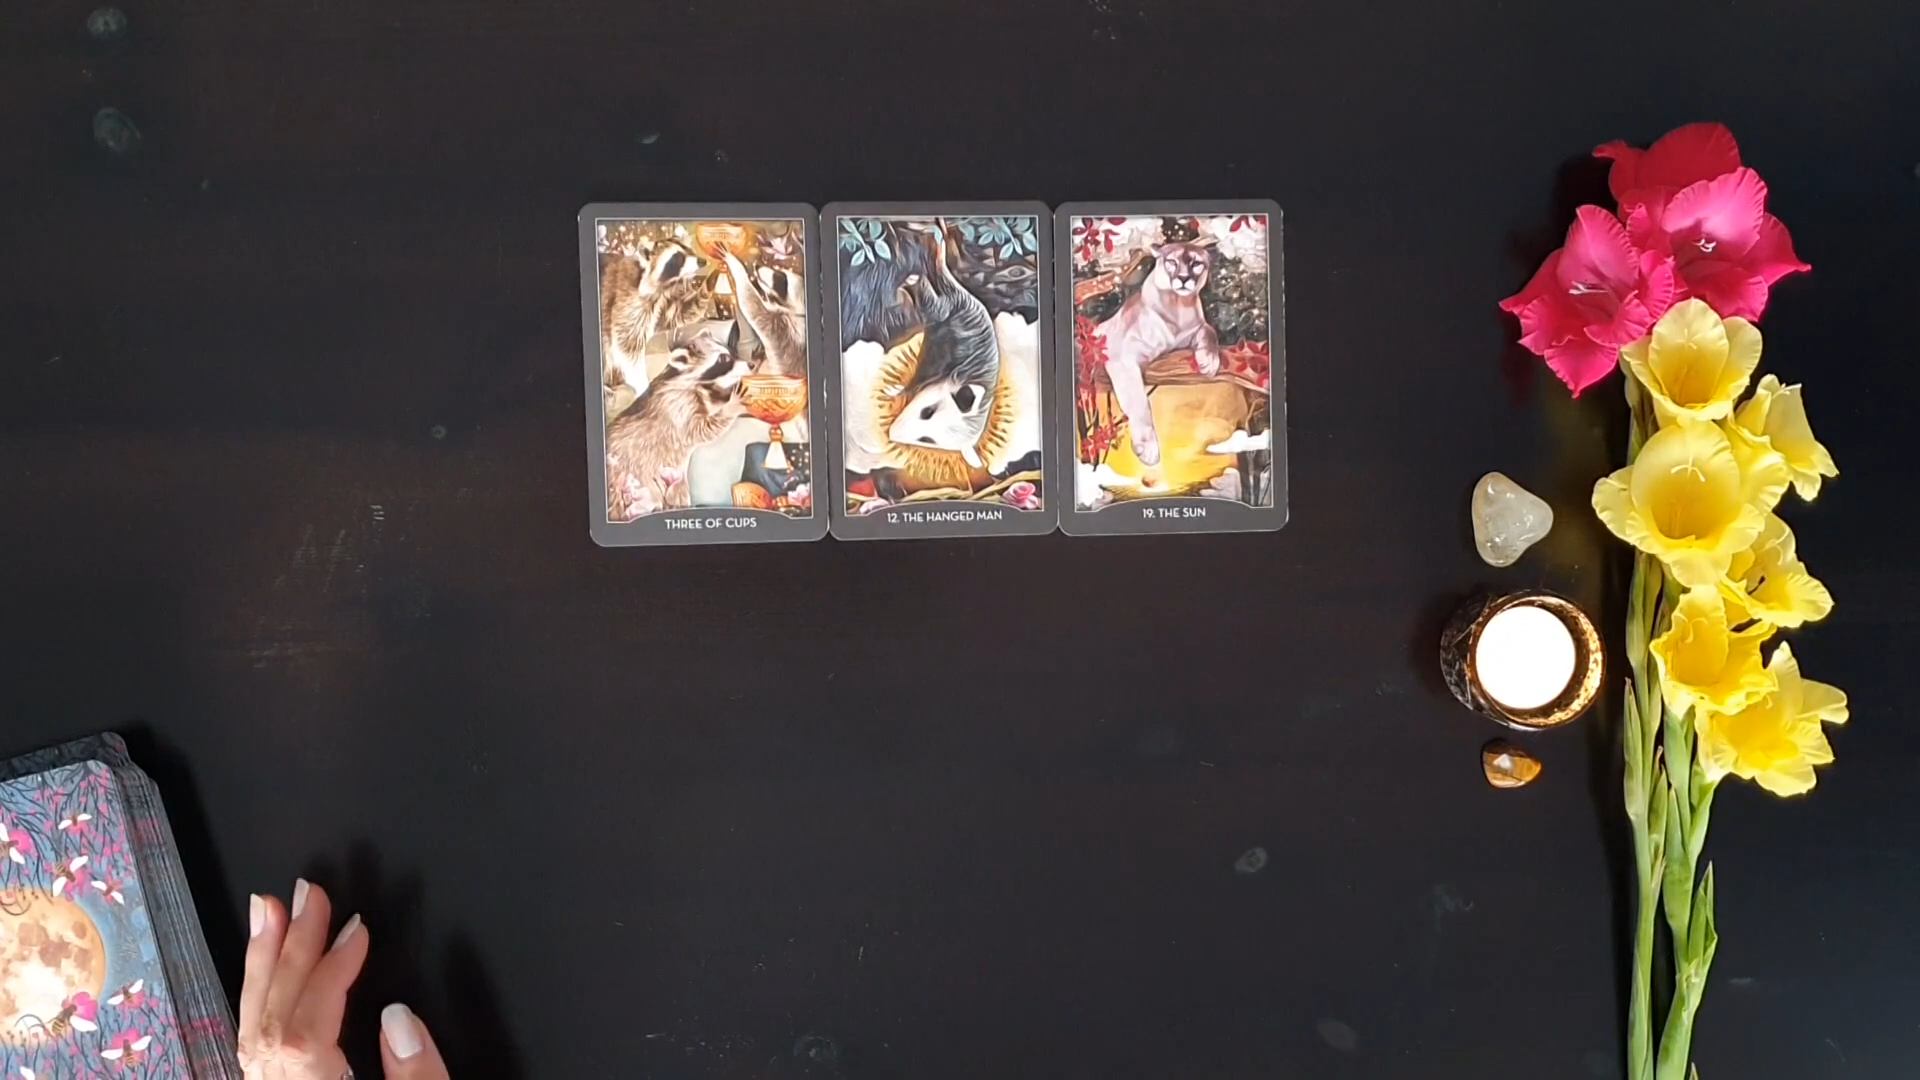 THREE OF CUPS
12. THE HANGED MAN
19. THE SUN